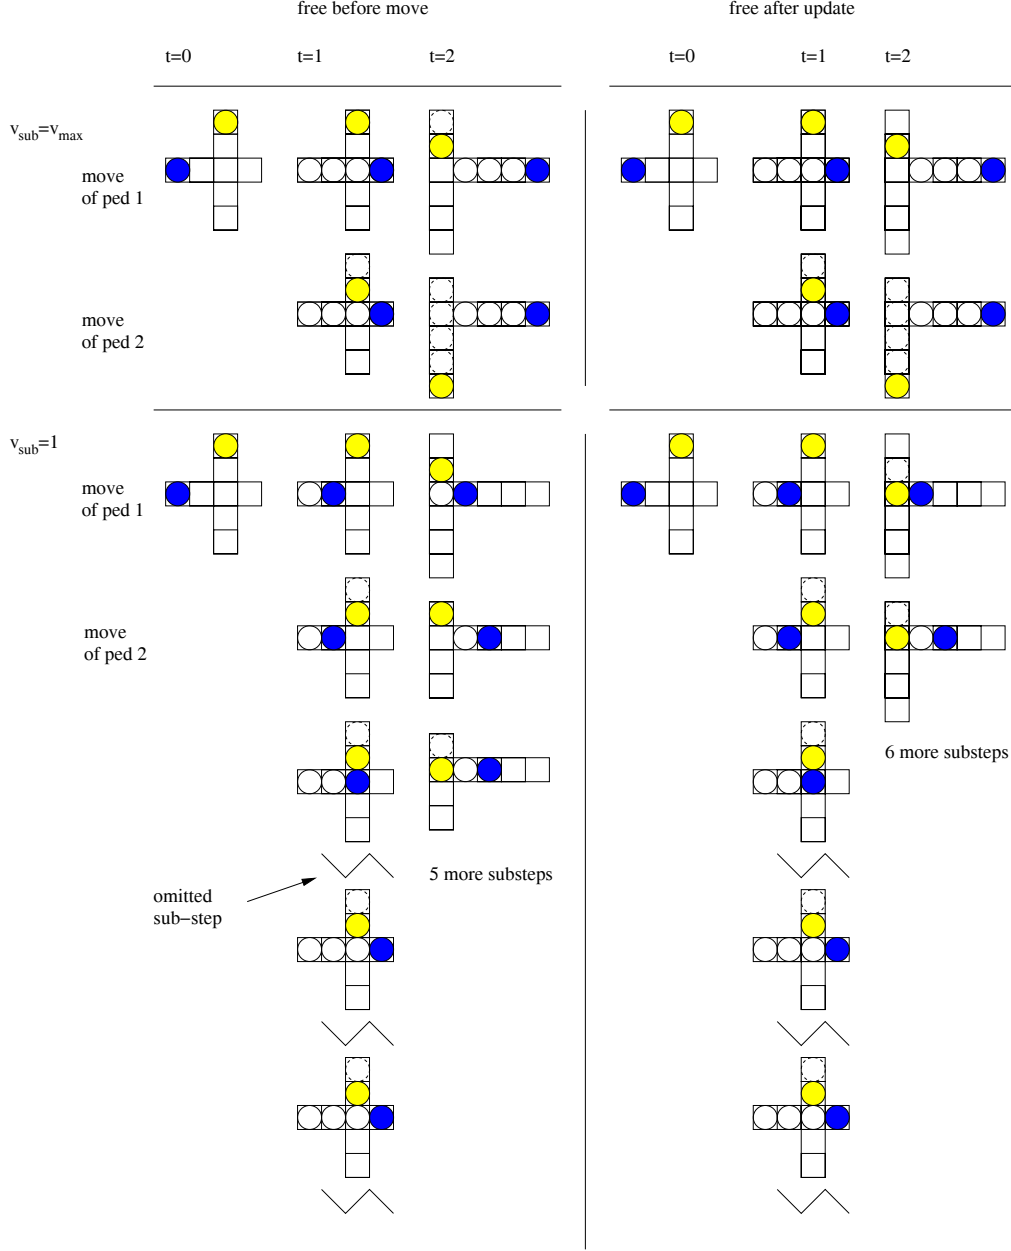 free before move
free after update
t=0
t=1
t=2
t=0
t=1
t=2
v_sub=v_max
move
of ped 1
move
of ped 2
v_sub=1
move
of ped 1
move
of ped 2
6 more substeps
5 more substeps
omitted
sub−step